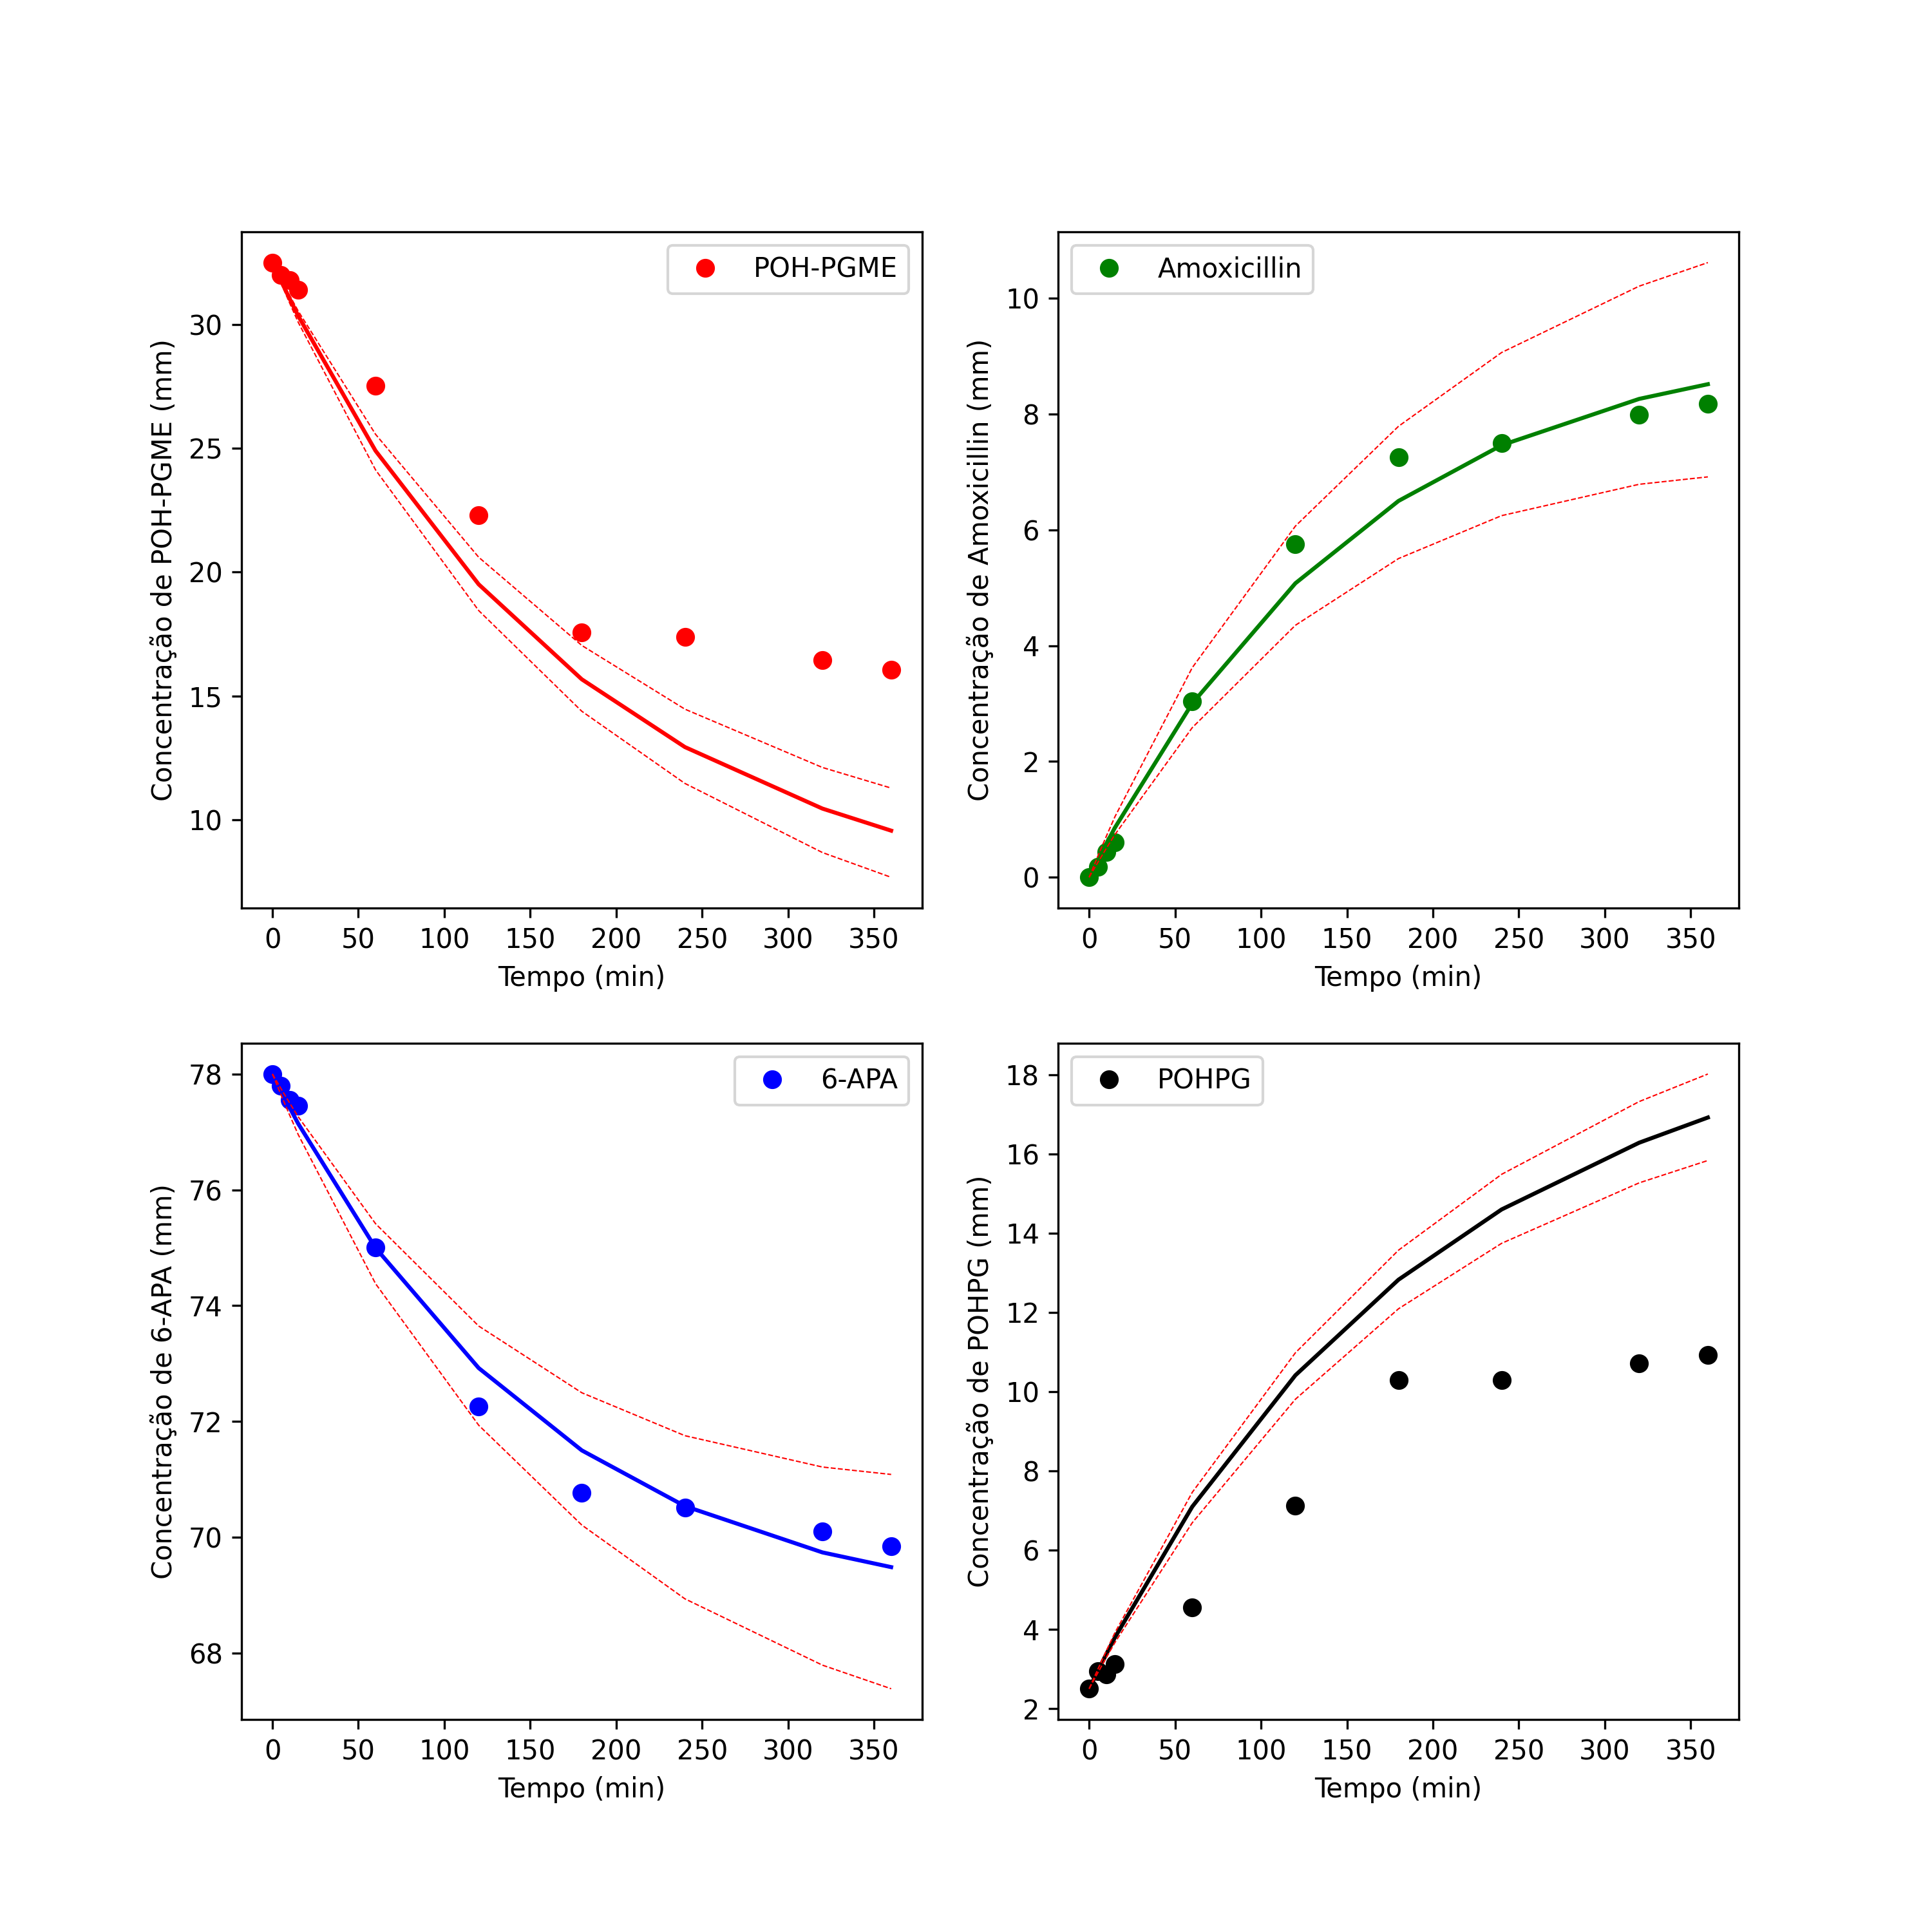 POH-PGME
Concentração de POH-PGME (mm)
30
25
20
15
10
0 50 100 150 200 250 300 350
Tempo (min)
Amoxicillin
Concentração de Amoxicillin (mm)
10
8
6
4
2
0
0 50 100 150 200 250 300 350
Tempo (min)
6-APA
Concentração de 6-APA (mm)
78
76
74
72
70
68
0 50 100 150 200 250 300 350
Tempo (min)
POHPG
Concentração de POHPG (mm)
18
16
14
12
10
8
6
4
2
0 50 100 150 200 250 300 350
Tempo (min)